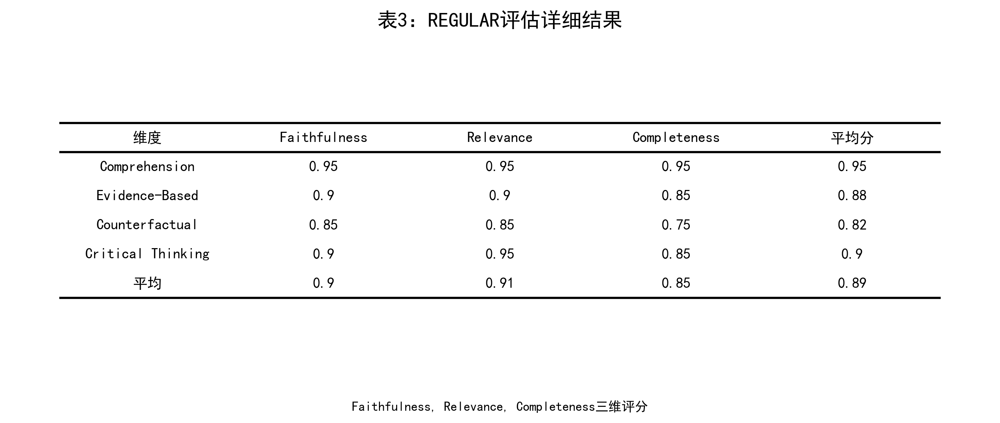 表3：REGULAR评估详细结果
维度 Faithfulness Relevance Completeness 平均分
Comprehension 0.95 0.95 0.95 0.95
Evidence-Based 0.9 0.9 0.85 0.88
Counterfactual 0.85 0.85 0.75 0.82
Critical Thinking 0.9 0.95 0.85 0.9
平均 0.9 0.91 0.85 0.89
Faithfulness, Relevance, Completeness三维评分